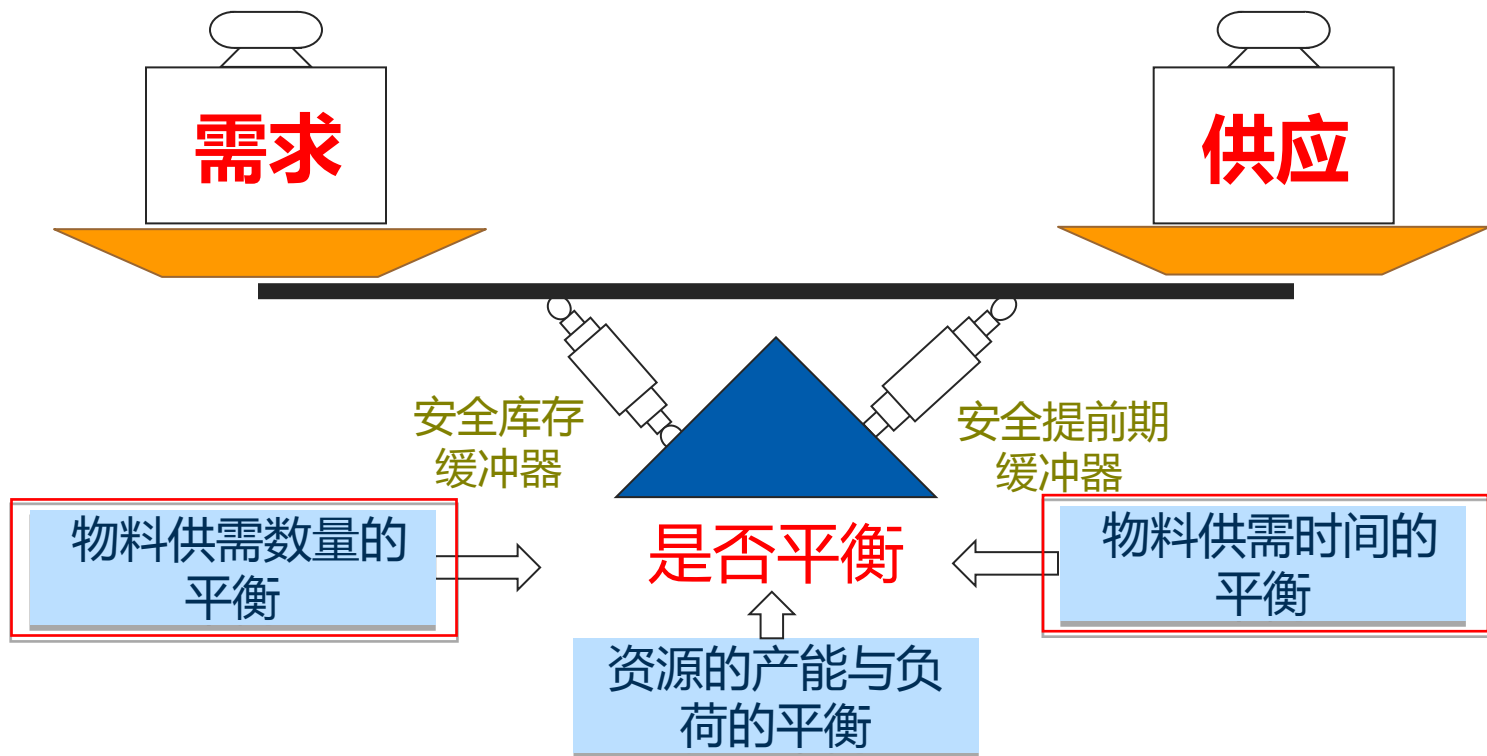 需求
供应
安全库存
缓冲器
安全提前期
缓冲器
物料供需数量的
平衡
是否平衡
物料供需时间的
平衡
资源的产能与负
荷的平衡